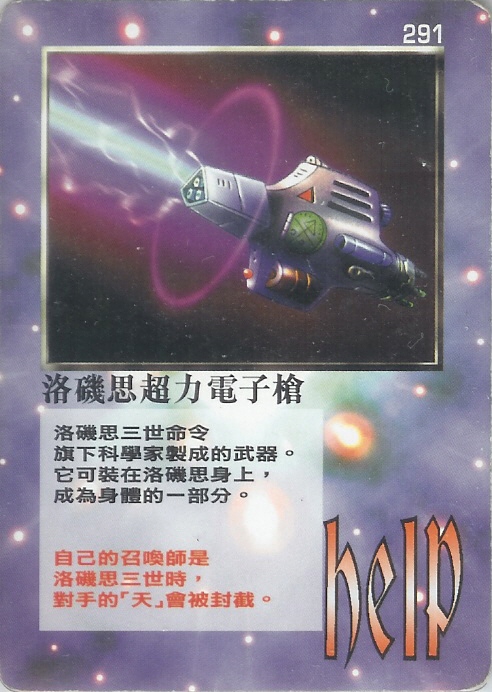 291
洛磯思超力電子槍
洛磯思三世命令
旗下科學家製成的武器。
它可裝在洛磯思身上，
成為身體的一部分。
自己的召喚師是
洛磯思三世時，
對手的「天」會被封截。
help